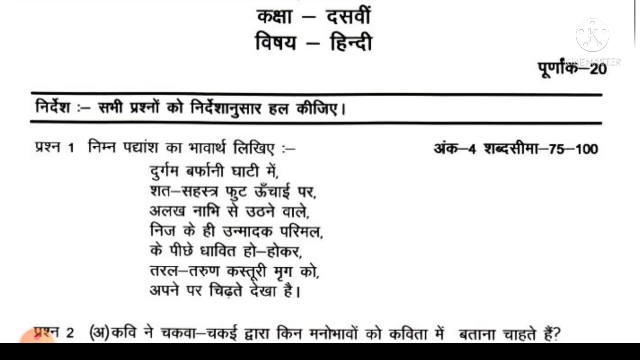 कक्षा – दसवीं
विषय – हिन्दी
KINEMASTER
पूर्णांक–20
निर्देश :– सभी प्रश्नों को निर्देशानुसार हल कीजिए।
प्रश्न 1 निम्न पद्यांश का भावार्थ लिखिए :– अंक–4 शब्दसीमा–75–100
दुर्गम बर्फानी घाटी में,
शत–सहस्त्र फुट ऊँचाई पर,
अलख नाभि से उठने वाले,
निज के ही उन्मादक परिमल,
के पीछे धावित हो–होकर,
तरल–तरुण कस्तूरी मृग को,
अपने पर चिढ़ते देखा है।
प्रश्न 2 (अ) कवि ने चकवा–चकई द्वारा किन मनोभावों को कविता में बताना चाहते हैं?